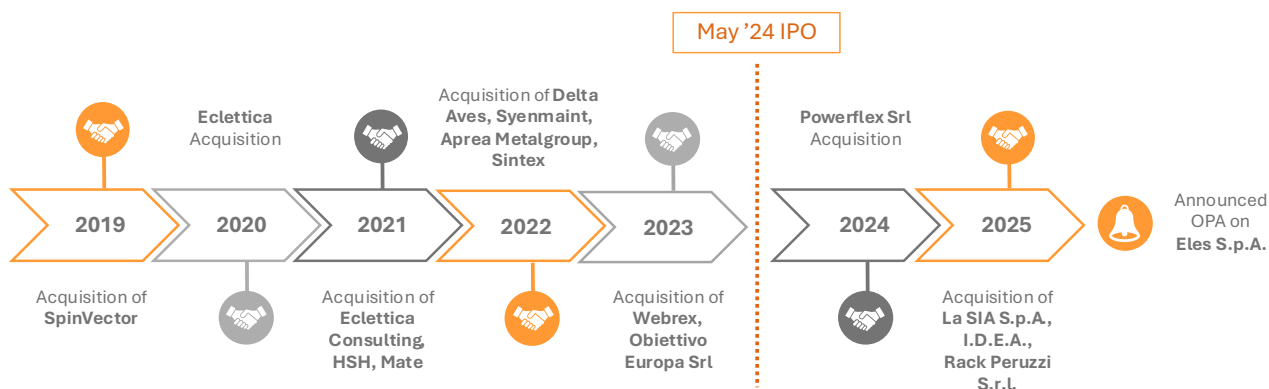 May ’24 IPO
Eclettica
Acquisition
Acquisition of Delta
Aves, Syenmaint,
Aprea Metalgroup,
Sintex
Powerflex Srl
Acquisition
2019
2020
2021
2022
2023
2024
2025
Announced
OPA on
Eles S.p.A.
Acquisition of
SpinVector
Acquisition of
Eclettica
Consulting,
HSH, Mate
Acquisition of
Webrex,
Obiettivo
Europa Srl
Acquisition of
La SIA S.p.A.,
I.D.E.A.,
Rack Peruzzi
S.r.l.